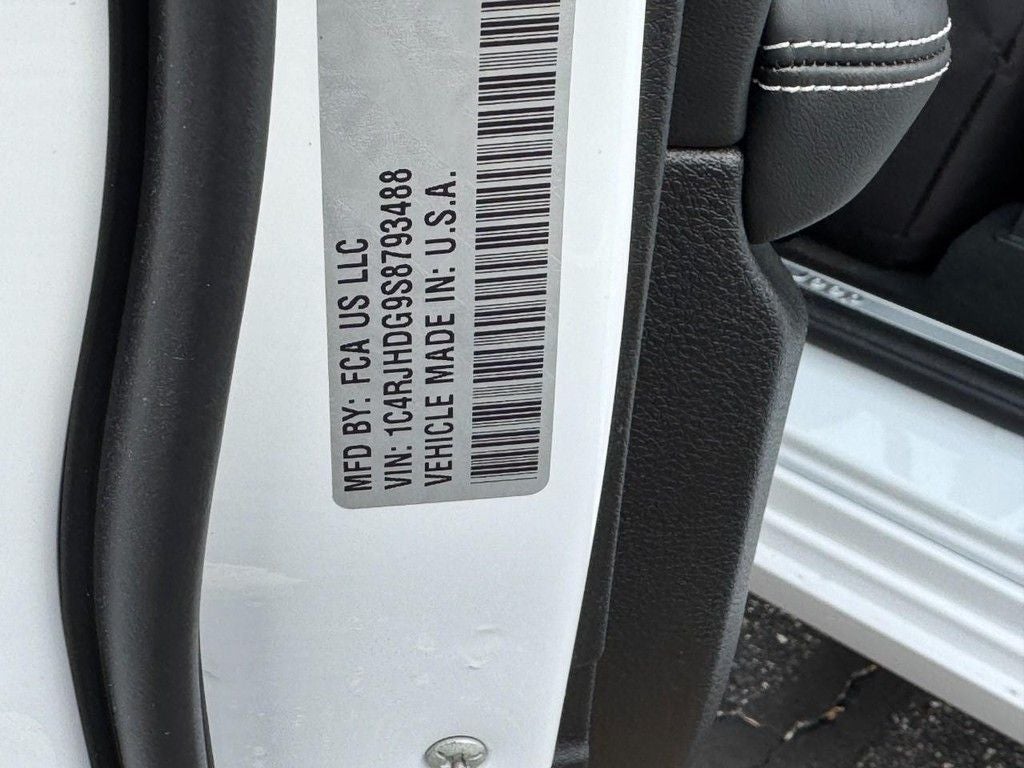 MFD BY: FCA US LLC
VIN: 1C4RJHDG9S8793488
VEHICLE MADE IN: U.S.A.